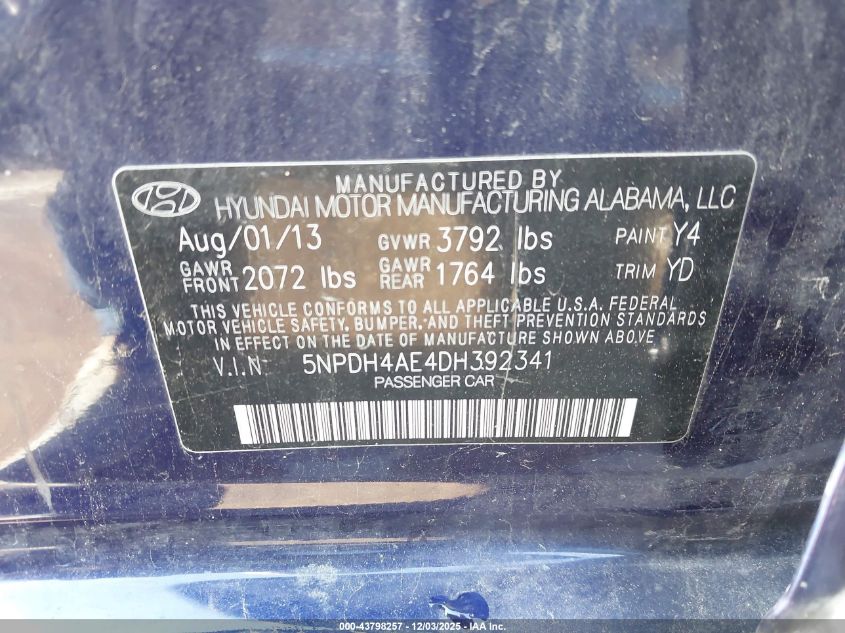 MANUFACTURED BY
HYUNDAI MOTOR MANUFACTURING ALABAMA, LLC
Aug/01/13 GVWR 3792 lbs PAINT Y4
GAWR FRONT 2072 lbs GAWR REAR 1764 lbs TRIM YD
THIS VEHICLE CONFORMS TO ALL APPLICABLE U.S.A. FEDERAL
MOTOR VEHICLE SAFETY, BUMPER, AND THEFT PREVENTION STANDARDS
IN EFFECT ON THE DATE OF MANUFACTURE SHOWN ABOVE.
V.I.N 5NPDH4AE4DH392341
PASSENGER CAR
000-43798257 - 12/03/2025 - IAA Inc.